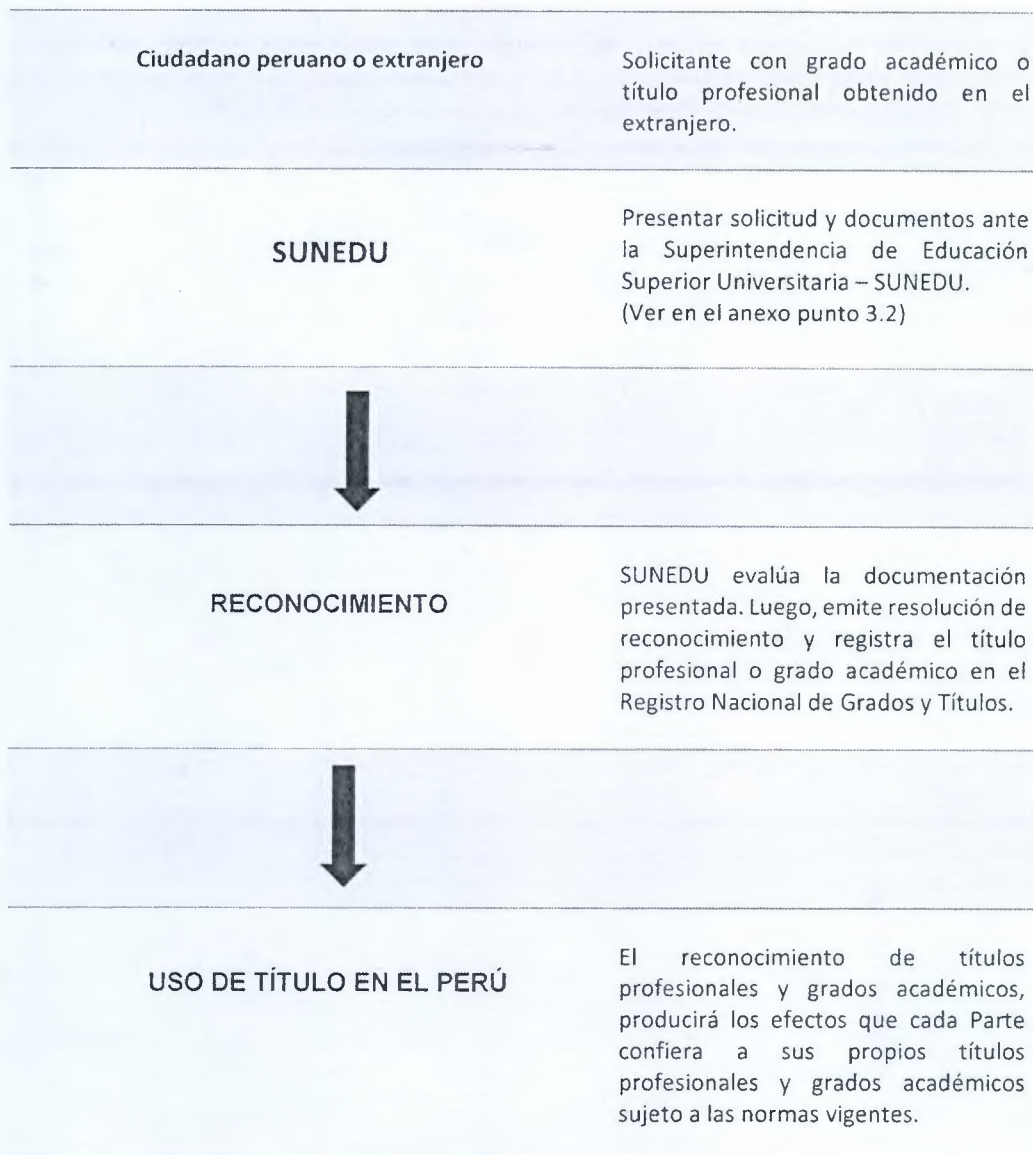 Ciudadano peruano o extranjero
Solicitante con grado académico o
título profesional obtenido en el
extranjero.
SUNEDU
Presentar solicitud y documentos ante
la Superintendencia de Educación
Superior Universitaria – SUNEDU.
(Ver en el anexo punto 3.2)
RECONOCIMIENTO
SUNEDU evalúa la documentación
presentada. Luego, emite resolución de
reconocimiento y registra el título
profesional o grado académico en el
Registro Nacional de Grados y Títulos.
USO DE TÍTULO EN EL PERÚ
El reconocimiento de títulos
profesionales y grados académicos,
producirá los efectos que cada Parte
confiera a sus propios títulos
profesionales y grados académicos
sujeto a las normas vigentes.